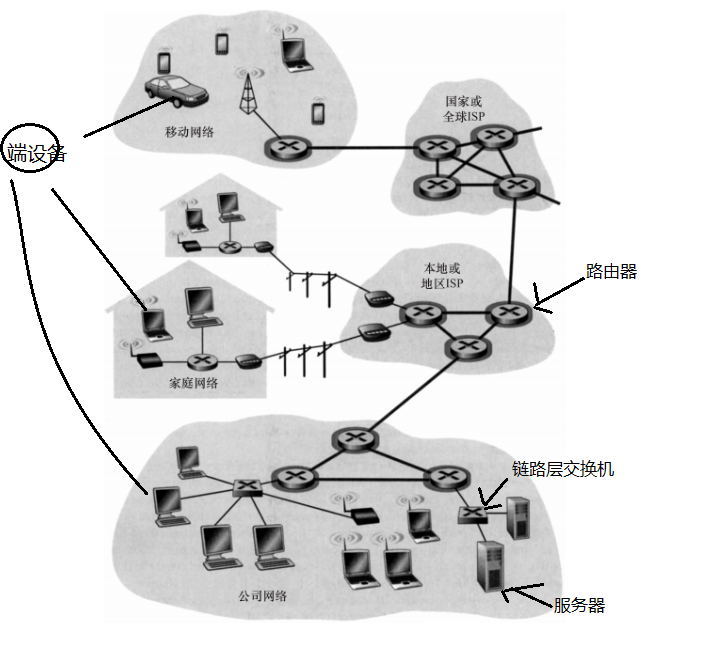 国家或
全球ISP
移动网络
端设备
本地或
地区ISP
路由器
家庭网络
链路层交换机
公司网络
服务器